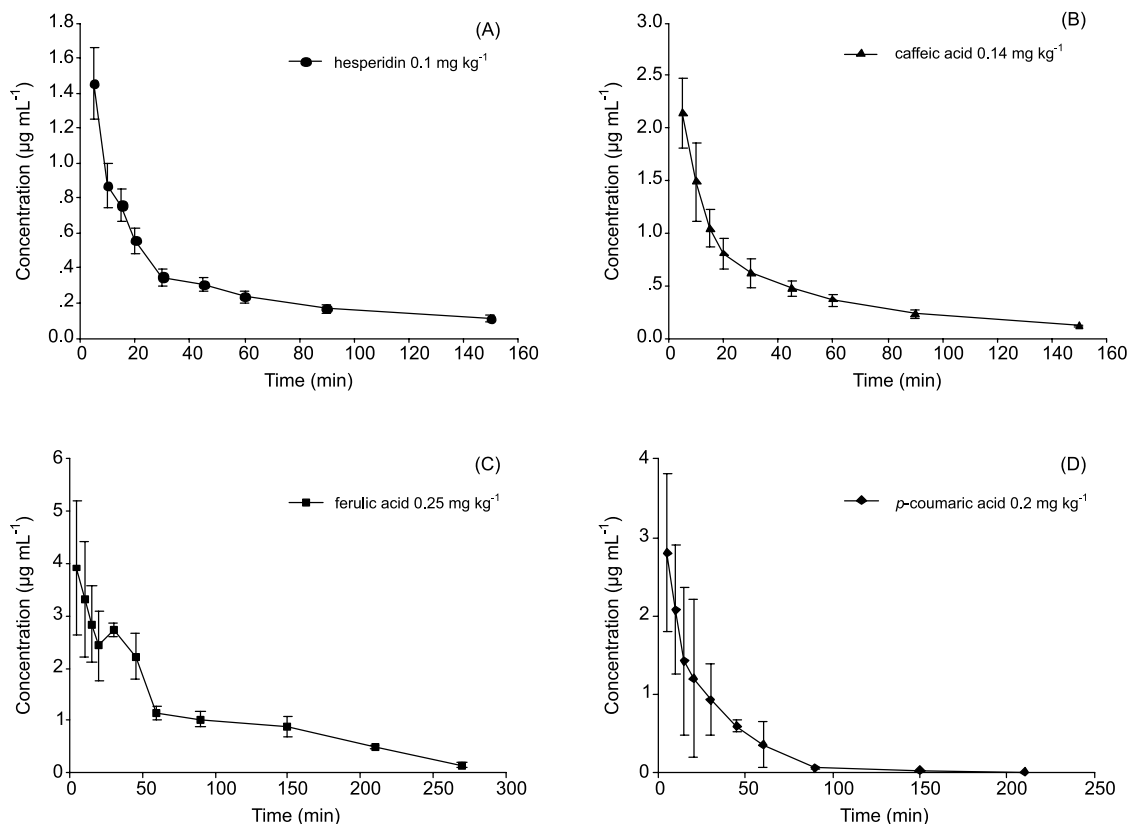 (A)
hesperidin 0.1 mg kg⁻¹
Concentration (µg mL⁻¹)
1.8
1.6
1.4
1.2
1.0
.8
.6
.4
.2
0.0
0 20 40 60 80 100 120 140 160
Time (min)
(B)
caffeic acid 0.14 mg kg⁻¹
Concentration (µg mL⁻¹)
3.0
2.5
2.0
1.5
1.0
.5
0.0
0 20 40 60 80 100 120 140 160
Time (min)
(C)
ferulic acid 0.25 mg kg⁻¹
Concentration (µg mL⁻¹)
6
5
4
3
2
1
0
0 50 100 150 200 250 300
Time (min)
(D)
p-coumaric acid 0.2 mg kg⁻¹
Concentration (µg mL⁻¹)
4
3
2
1
0
0 50 100 150 200 250
Time (min)